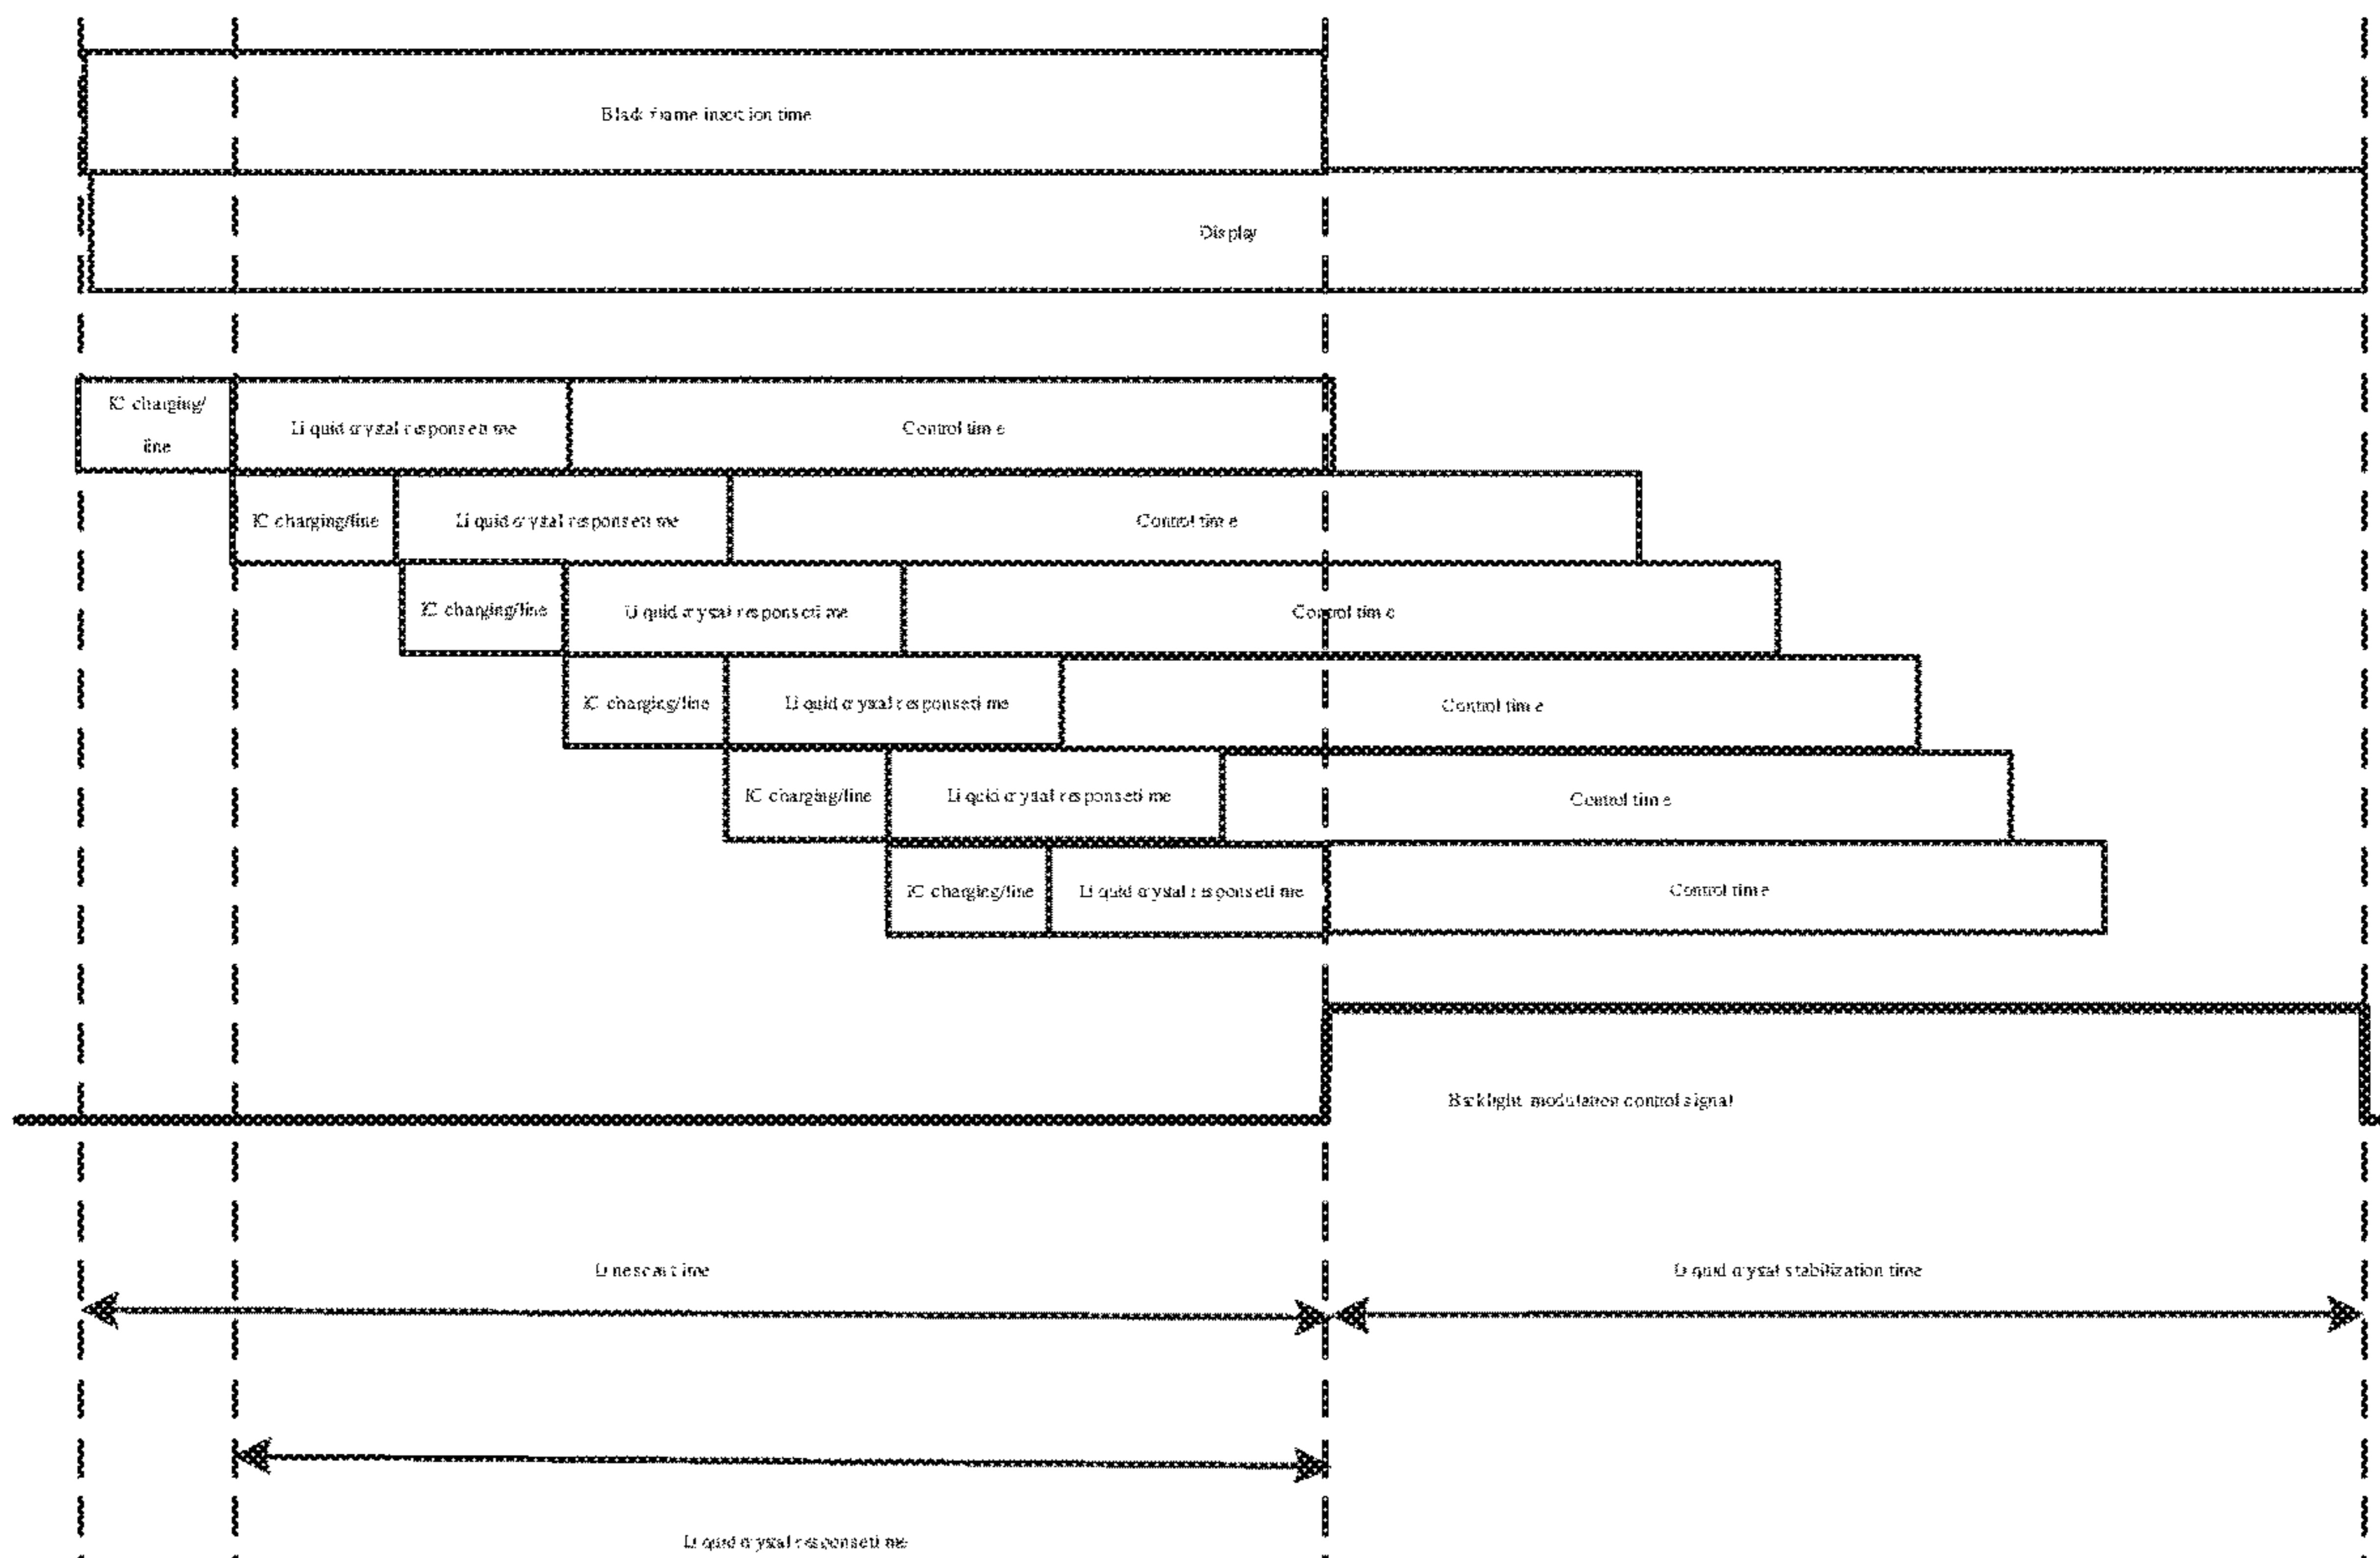 Black frame insertion time
Display
IC charging/
line
Liquid crystal response time
Control time
IC charging/line
Liquid crystal response time
Control time
IC charging/line
Liquid crystal response time
Control time
IC charging/line
Liquid crystal response time
Control time
IC charging/line
Liquid crystal response time
Control time
IC charging/line
Liquid crystal response time
Control time
Backlight modulation control signal
Line scan time
Liquid crystal stabilization time
Liquid crystal response time